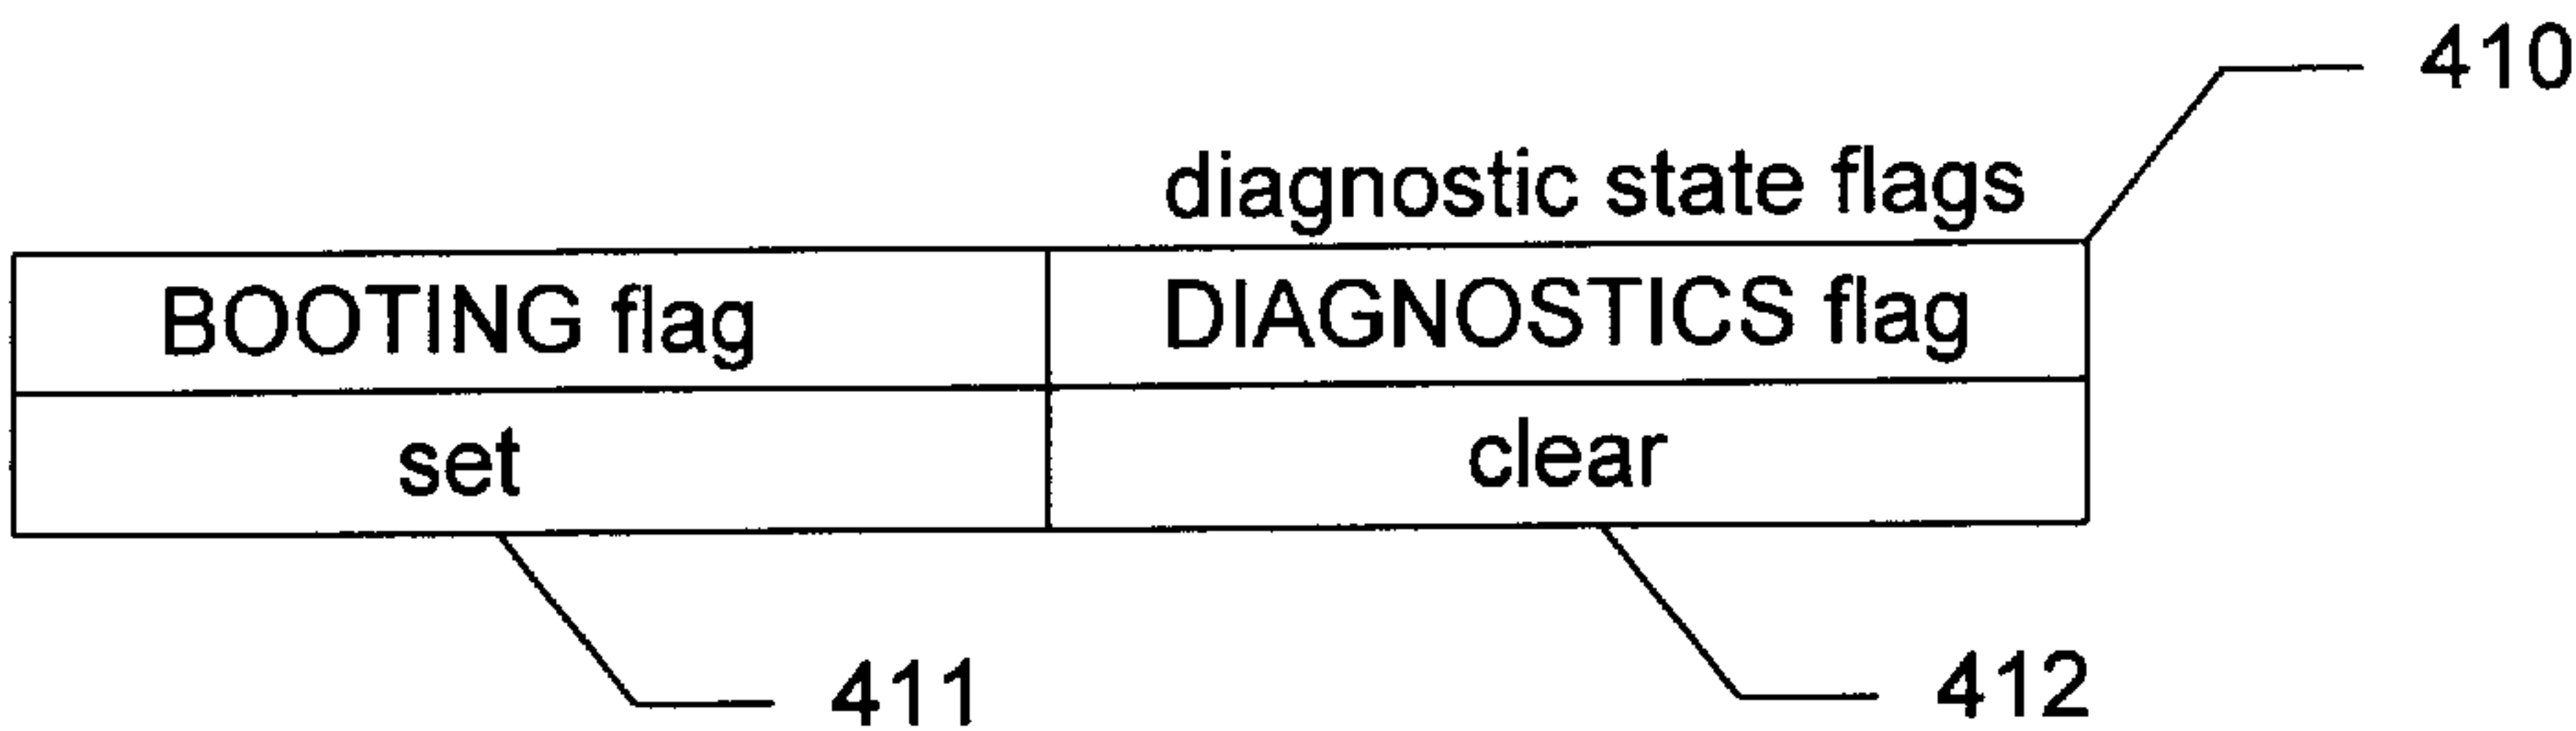 410
diagnostic state flags
BOOTING flag DIAGNOSTICS flag
set clear
411 412